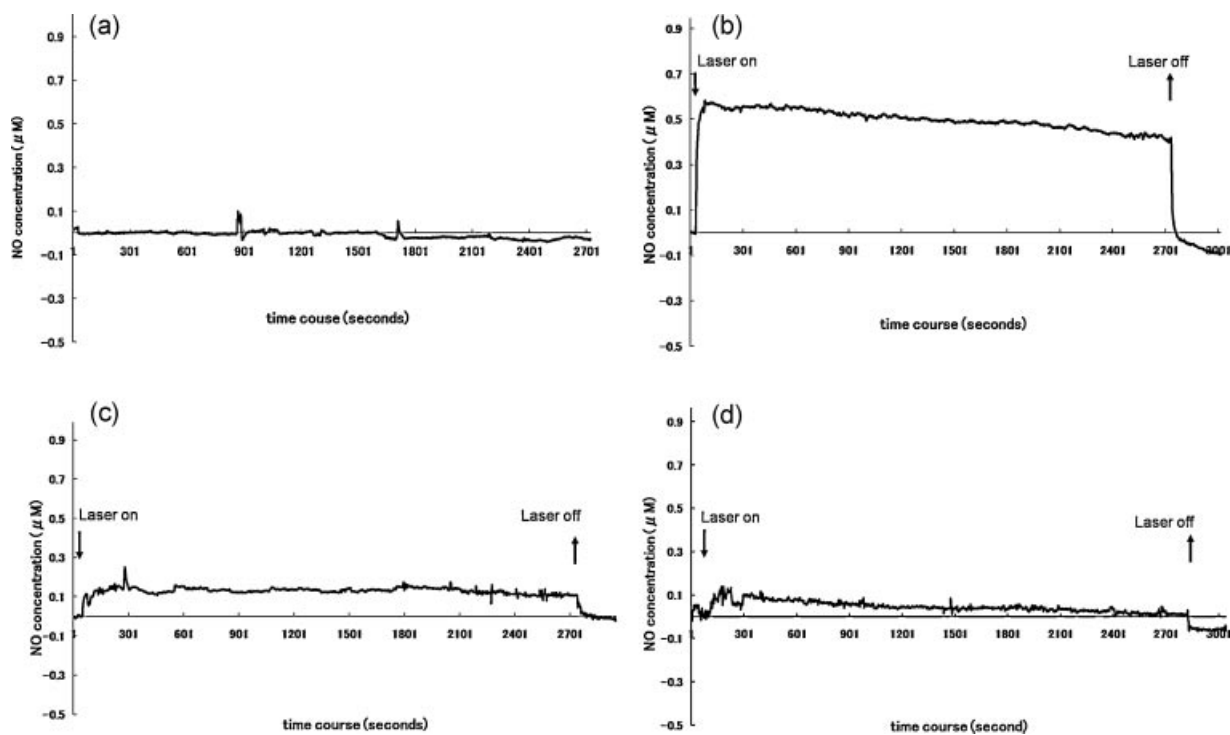 (a)
NO concentration (μM)
0.9
0.7
0.5
0.3
0.1
-0.1
-0.3
-0.5
1 301 601 901 1201 1501 1801 2101 2401 2701
time couse (seconds)
(b)
Laser on
Laser off
NO concentration (μM)
0.9
0.7
0.5
0.3
0.1
-0.1
-0.3
-0.5
1 301 601 901 1201 1501 1801 2101 2401 2701 3001
time course (seconds)
(c)
Laser on
Laser off
NO concentration (μM)
0.9
0.7
0.5
0.3
0.1
-0.1
-0.3
-0.5
1 301 601 901 1201 1501 1801 2101 2401 2701
time course (seconds)
(d)
Laser on
Laser off
NO concentration (μM)
0.9
0.7
0.5
0.3
0.1
-0.1
-0.3
-0.5
1 301 601 901 1201 1501 1801 2101 2401 2701 3001
time course (second)